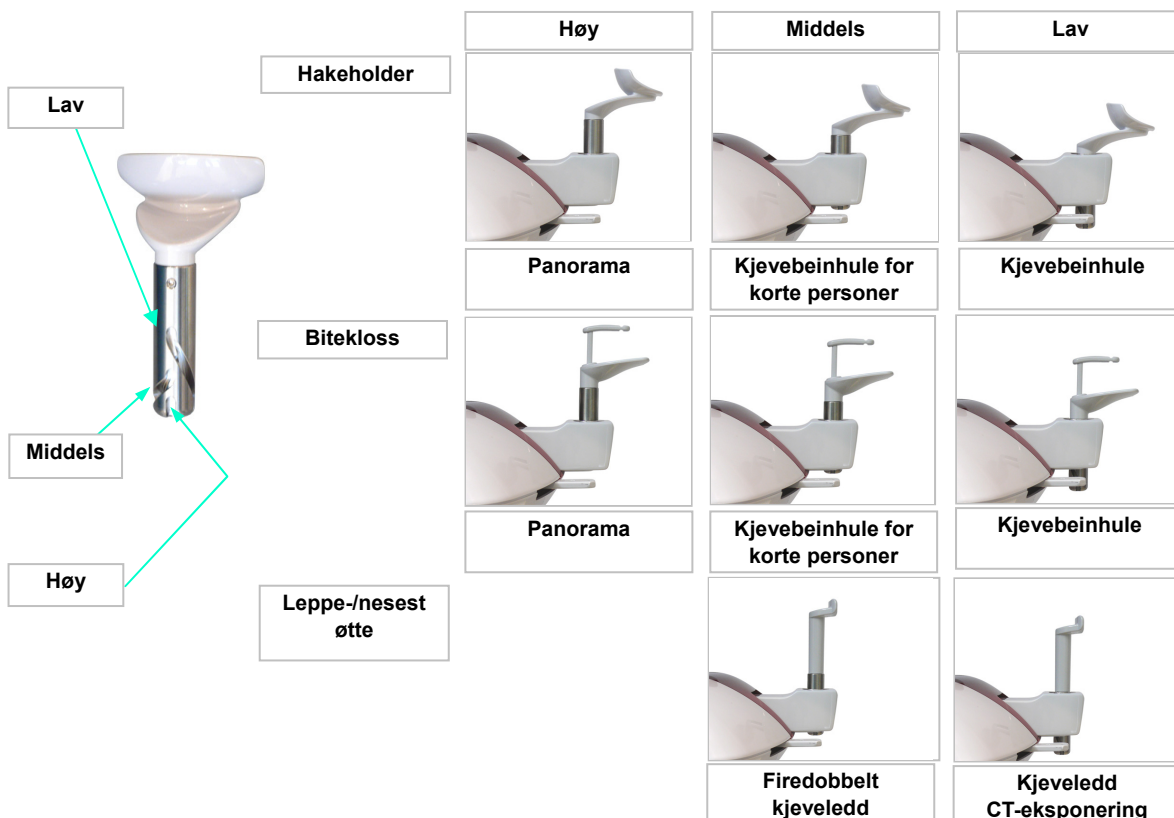 Høy
Middels
Lav
Hakeholder
Lav
Panorama
Kjevebeinhule for
korte personer
Kjevebeinhule
Bitekloss
Middels
Panorama
Kjevebeinhule for
korte personer
Kjevebeinhule
Høy
Leppe-/nesest
øtte
Firedobbelt
kjeveledd
Kjeveledd
CT-eksponering